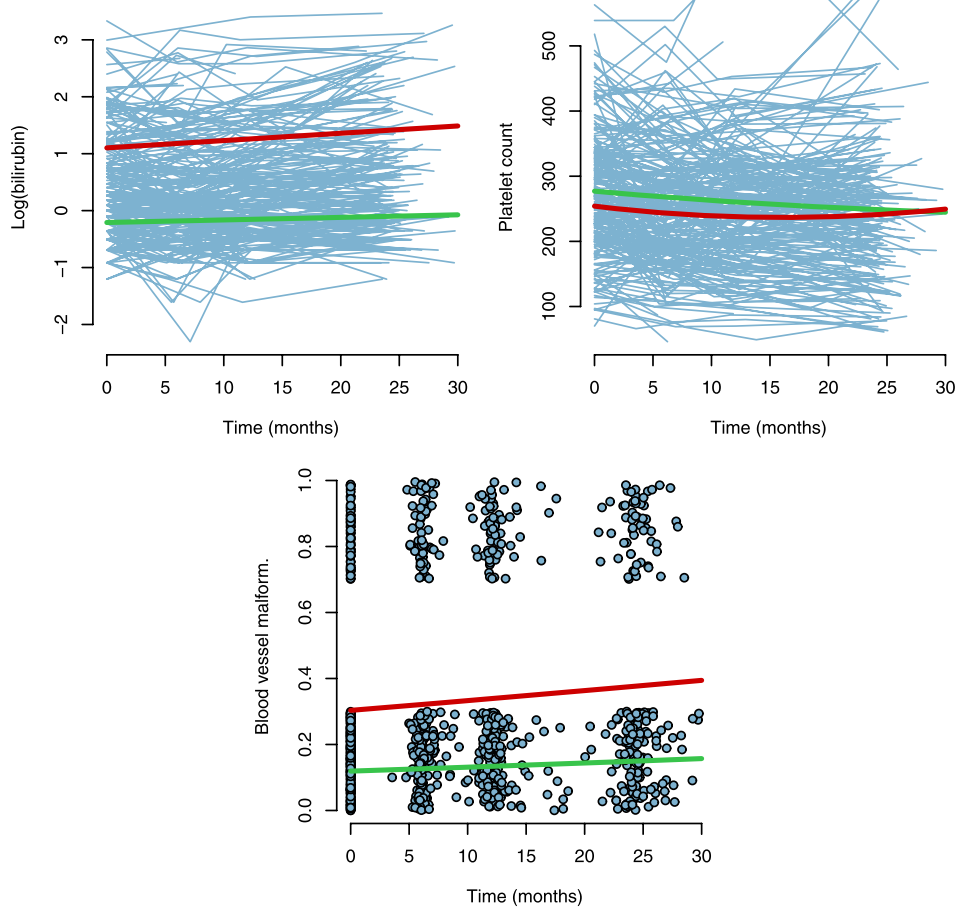 Log(bilirubin)
3
2
1
0
−1
−2
0 5 10 15 20 25 30
Time (months)
Platelet count
500
400
300
200
100
0 5 10 15 20 25 30
Time (months)
Blood vessel malform.
1.0
0.8
0.6
0.4
0.2
0.0
0 5 10 15 20 25 30
Time (months)